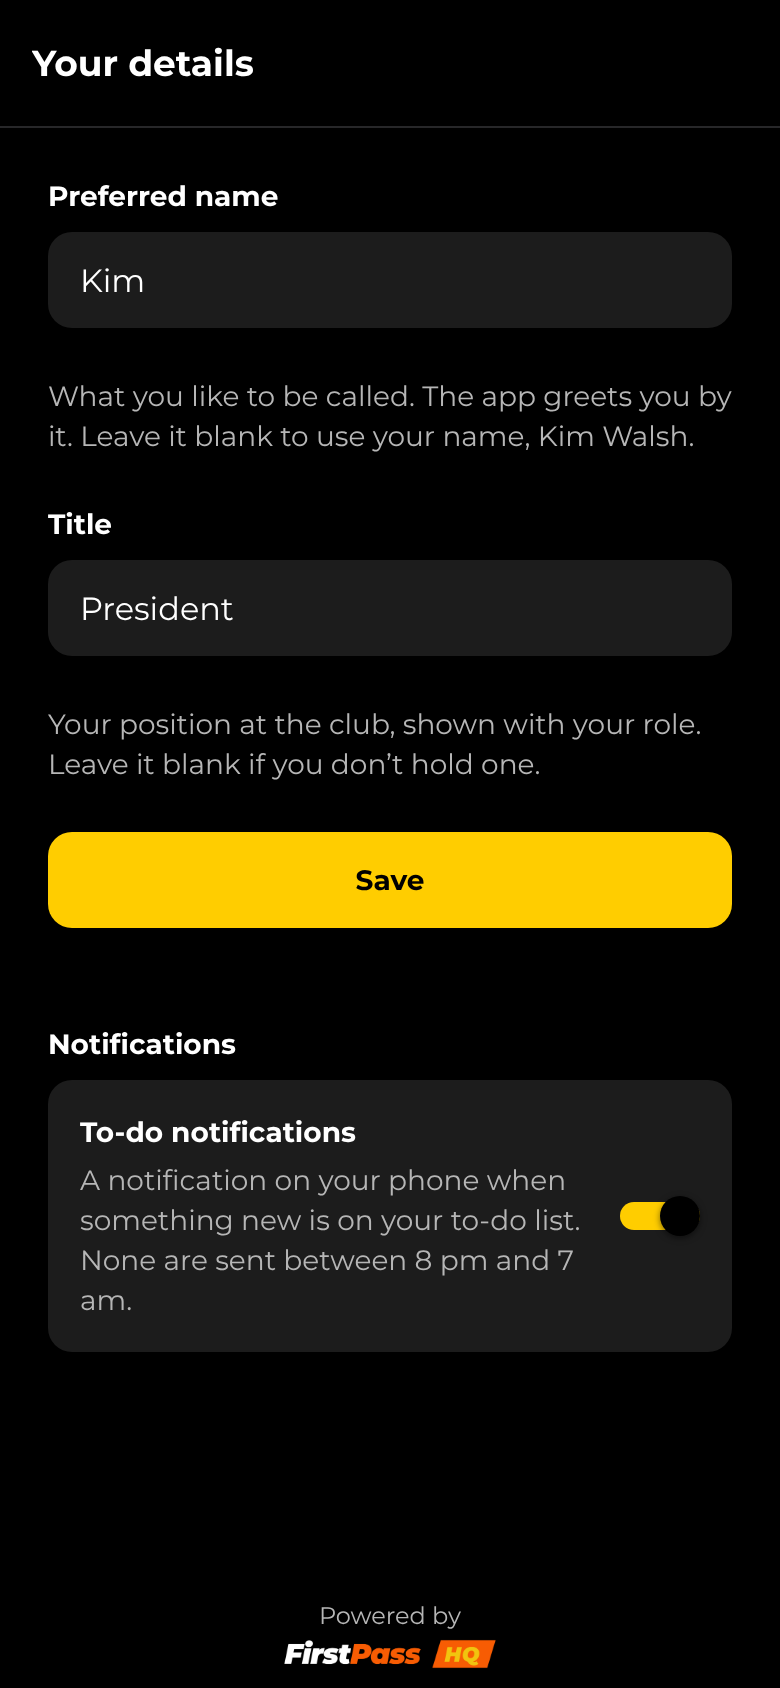 Your details
Preferred name
Kim
What you like to be called. The app greets you by
it. Leave it blank to use your name, Kim Walsh.
Title
President
Your position at the club, shown with your role.
Leave it blank if you don’t hold one.
Save
Notifications
To-do notifications
A notification on your phone when
something new is on your to-do list.
None are sent between 8 pm and 7
am.
Powered by
FirstPass HQ